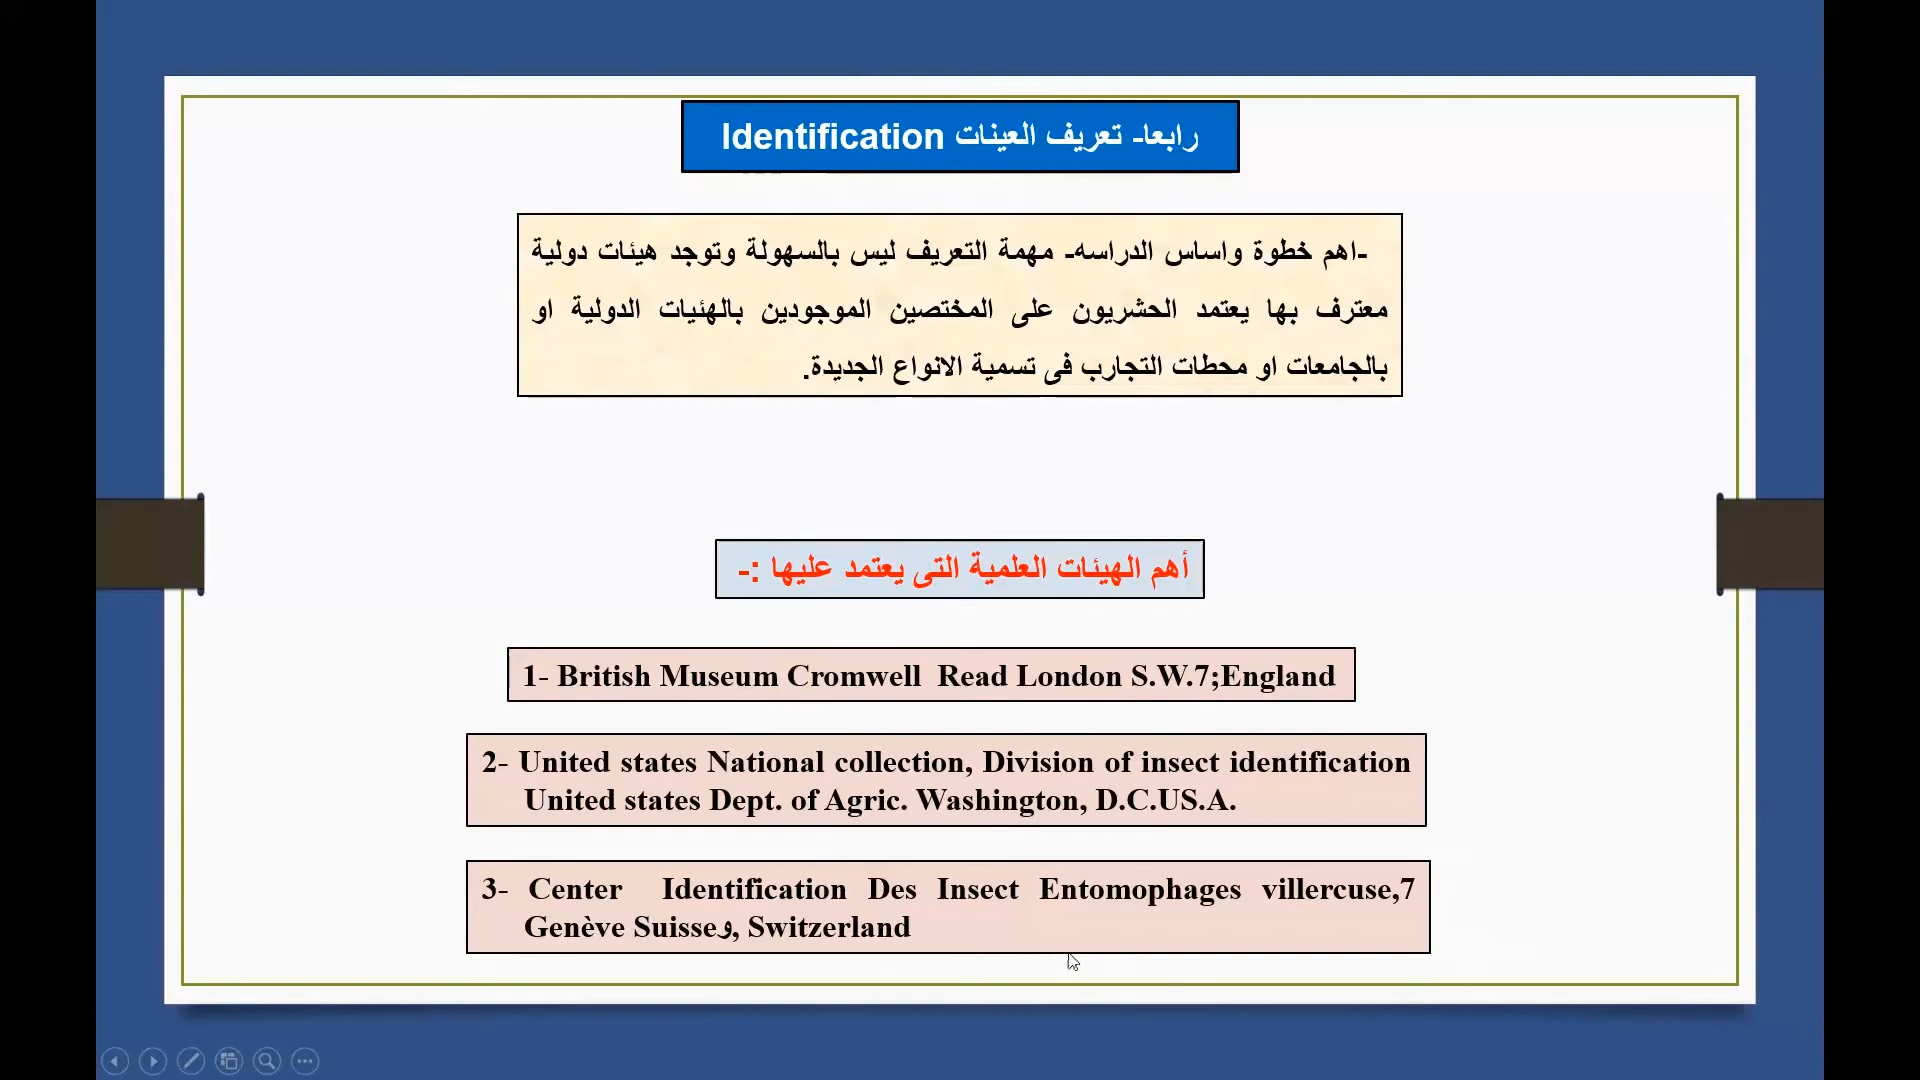 رابعا- تعريف العينات Identification
-اهم خطوة واساس الدراسه- مهمة التعريف ليس بالسهولة وتوجد هيئات دولية
معترف بها يعتمد الحشريون على المختصين الموجودين بالهئيات الدولية او
بالجامعات او محطات التجارب فى تسمية الانواع الجديدة.
أهم الهيئات العلمية التى يعتمد عليها :-
1- British Museum Cromwell Read London S.W.7;England
2- United states National collection, Division of insect identification
United states Dept. of Agric. Washington, D.C.US.A.
3- Center Identification Des Insect Entomophages villercuse,7
Genève Suisseو, Switzerland